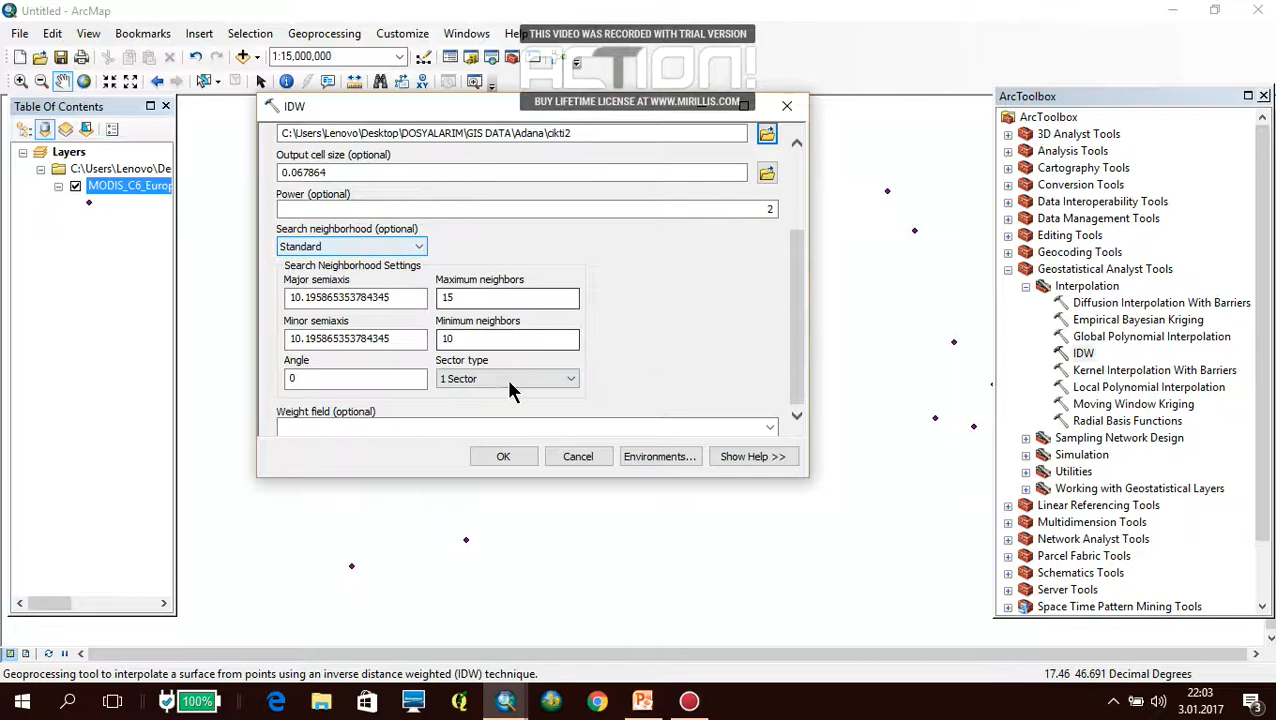 Untitled - ArcMap
File Edit View Bookmarks Insert Selection Geoprocessing Customize Windows Help
THIS VIDEO WAS RECORDED WITH TRIAL VERSION
ACTION!
BUY LIFETIME LICENSE AT WWW.MIRILLIS.COM
1:15,000,000
Table Of Contents
Layers
C:\Users\Lenovo\De
MODIS_C6_Europ
IDW
C:\Users\Lenovo\Desktop\DOSYALARIM\GIS DATA\Adana\cikti2
Output cell size (optional)
0.067864
Power (optional)
2
Search neighborhood (optional)
Standard
Search Neighborhood Settings
Major semiaxis Maximum neighbors
10.195865353784345 15
Minor semiaxis Minimum neighbors
10.195865353784345 10
Angle Sector type
0 1 Sector
Weight field (optional)
OK Cancel Environments... Show Help >>
ArcToolbox
ArcToolbox
3D Analyst Tools
Analysis Tools
Cartography Tools
Conversion Tools
Data Interoperability Tools
Data Management Tools
Editing Tools
Geocoding Tools
Geostatistical Analyst Tools
Interpolation
Diffusion Interpolation With Barriers
Empirical Bayesian Kriging
Global Polynomial Interpolation
IDW
Kernel Interpolation With Barriers
Local Polynomial Interpolation
Moving Window Kriging
Radial Basis Functions
Sampling Network Design
Simulation
Utilities
Working with Geostatistical Layers
Linear Referencing Tools
Multidimension Tools
Network Analyst Tools
Parcel Fabric Tools
Schematics Tools
Server Tools
Space Time Pattern Mining Tools
Geoprocessing tool to interpolate a surface from points using an inverse distance weighted (IDW) technique.
17.46 46.691 Decimal Degrees
100%
22:03
3.01.2017
3